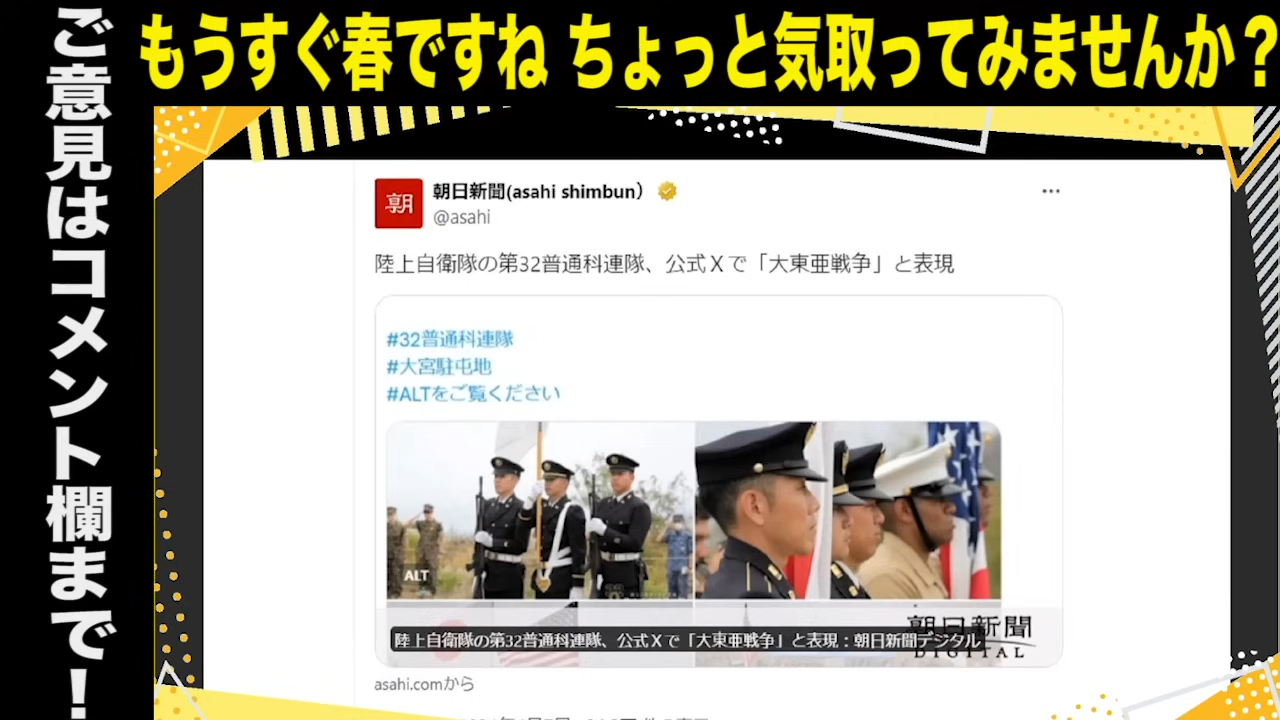 もうすぐ春ですね ちょっと気取ってみませんか？
ご意見はコメント欄まで！
朝
朝日新聞(asahi shimbun）
@asahi
陸上自衛隊の第32普通科連隊、公式Ｘで「大東亜戦争」と表現
#32普通科連隊
#大宮駐屯地
#ALTをご覧ください
ALT
朝日新聞
DIGITAL
陸上自衛隊の第32普通科連隊、公式Ｘで「大東亜戦争」と表現：朝日新聞デジタル
asahi.comから